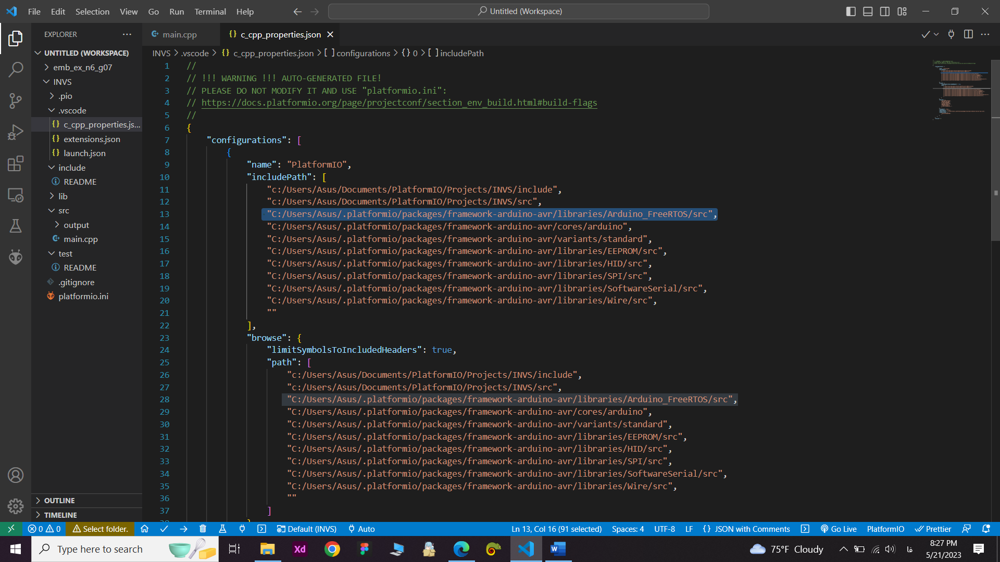 File Edit Selection View Go Run Terminal Help
Untitled (Workspace)
EXPLORER
UNTITLED (WORKSPACE)
emb_ex_n6_g07
INVS
.pio
.vscode
c_cpp_properties.js...
extensions.json
launch.json
include
README
lib
src
output
main.cpp
test
README
.gitignore
platformio.ini
OUTLINE
TIMELINE
main.cpp
c_cpp_properties.json
INVS > .vscode > {} c_cpp_properties.json > [ ] configurations > {} 0 > [ ] includePath
1 //
2 // !!! WARNING !!! AUTO-GENERATED FILE!
3 // PLEASE DO NOT MODIFY IT AND USE "platformio.ini":
4 // https://docs.platformio.org/page/projectconf/section_env_build.html#build-flags
5 //
6 {
7 "configurations": [
8 {
9 "name": "PlatformIO",
10 "includePath": [
11 "c:/Users/Asus/Documents/PlatformIO/Projects/INVS/include",
12 "c:/Users/Asus/Documents/PlatformIO/Projects/INVS/src",
13 "C:/Users/Asus/.platformio/packages/framework-arduino-avr/libraries/Arduino_FreeRTOS/src",
14 "C:/Users/Asus/.platformio/packages/framework-arduino-avr/cores/arduino",
15 "C:/Users/Asus/.platformio/packages/framework-arduino-avr/variants/standard",
16 "C:/Users/Asus/.platformio/packages/framework-arduino-avr/libraries/EEPROM/src",
17 "C:/Users/Asus/.platformio/packages/framework-arduino-avr/libraries/HID/src",
18 "C:/Users/Asus/.platformio/packages/framework-arduino-avr/libraries/SPI/src",
19 "C:/Users/Asus/.platformio/packages/framework-arduino-avr/libraries/SoftwareSerial/src",
20 "C:/Users/Asus/.platformio/packages/framework-arduino-avr/libraries/Wire/src",
21 ""
22 ],
23 "browse": {
24 "limitSymbolsToIncludedHeaders": true,
25 "path": [
26 "c:/Users/Asus/Documents/PlatformIO/Projects/INVS/include",
27 "c:/Users/Asus/Documents/PlatformIO/Projects/INVS/src",
28 "C:/Users/Asus/.platformio/packages/framework-arduino-avr/libraries/Arduino_FreeRTOS/src",
29 "C:/Users/Asus/.platformio/packages/framework-arduino-avr/cores/arduino",
30 "C:/Users/Asus/.platformio/packages/framework-arduino-avr/variants/standard",
31 "C:/Users/Asus/.platformio/packages/framework-arduino-avr/libraries/EEPROM/src",
32 "C:/Users/Asus/.platformio/packages/framework-arduino-avr/libraries/HID/src",
33 "C:/Users/Asus/.platformio/packages/framework-arduino-avr/libraries/SPI/src",
34 "C:/Users/Asus/.platformio/packages/framework-arduino-avr/libraries/SoftwareSerial/src",
35 "C:/Users/Asus/.platformio/packages/framework-arduino-avr/libraries/Wire/src",
36 ""
37 ]
0 0 Select folder. Default (INVS) Auto Ln 13, Col 16 (91 selected) Spaces: 4 UTF-8 LF {} JSON with Comments Go Live PlatformIO Prettier
Type here to search Xd W 75°F Cloudy فا 8:27 PM
5/21/2023